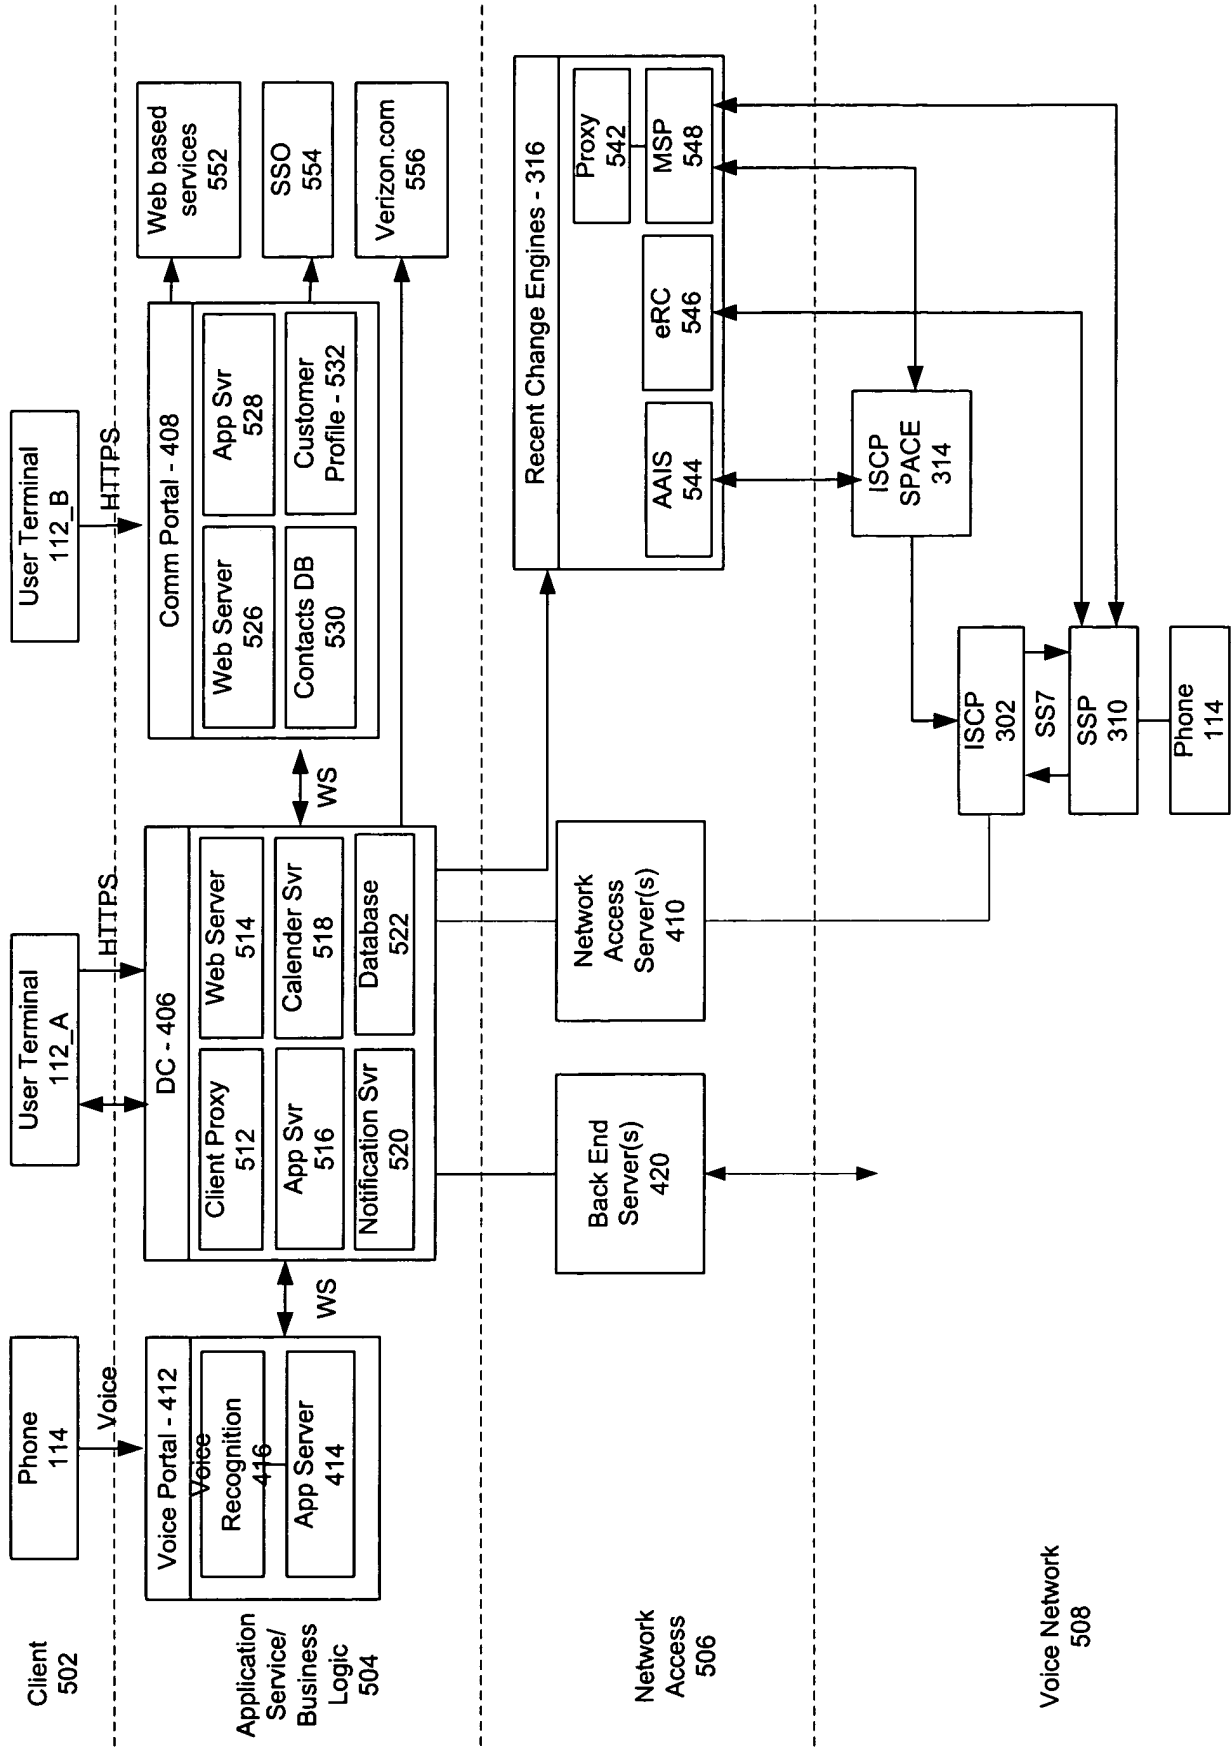 Client
502
Phone
114
User Terminal
112_A
User Terminal
112_B
Voice
HTTPS
HTTPS
Application
Service/
Business
Logic
504
Voice Portal - 412
Voice
Recognition
416
App Server
414
WS
DC - 406
Client Proxy
512
Web Server
514
App Svr
516
Calender Svr
518
Notification Svr
520
Database
522
WS
Comm Portal - 408
Web Server
526
App Svr
528
Contacts DB
530
Customer
Profile - 532
Web based
services
552
SSO
554
Verizon.com
556
Network
Access
506
Back End
Server(s)
420
Network
Access
Server(s)
410
Recent Change Engines - 316
Proxy
542
AAIS
544
eRC
546
MSP
548
Voice Network
508
ISCP
SPACE
314
ISCP
302
SS7
SSP
310
Phone
114